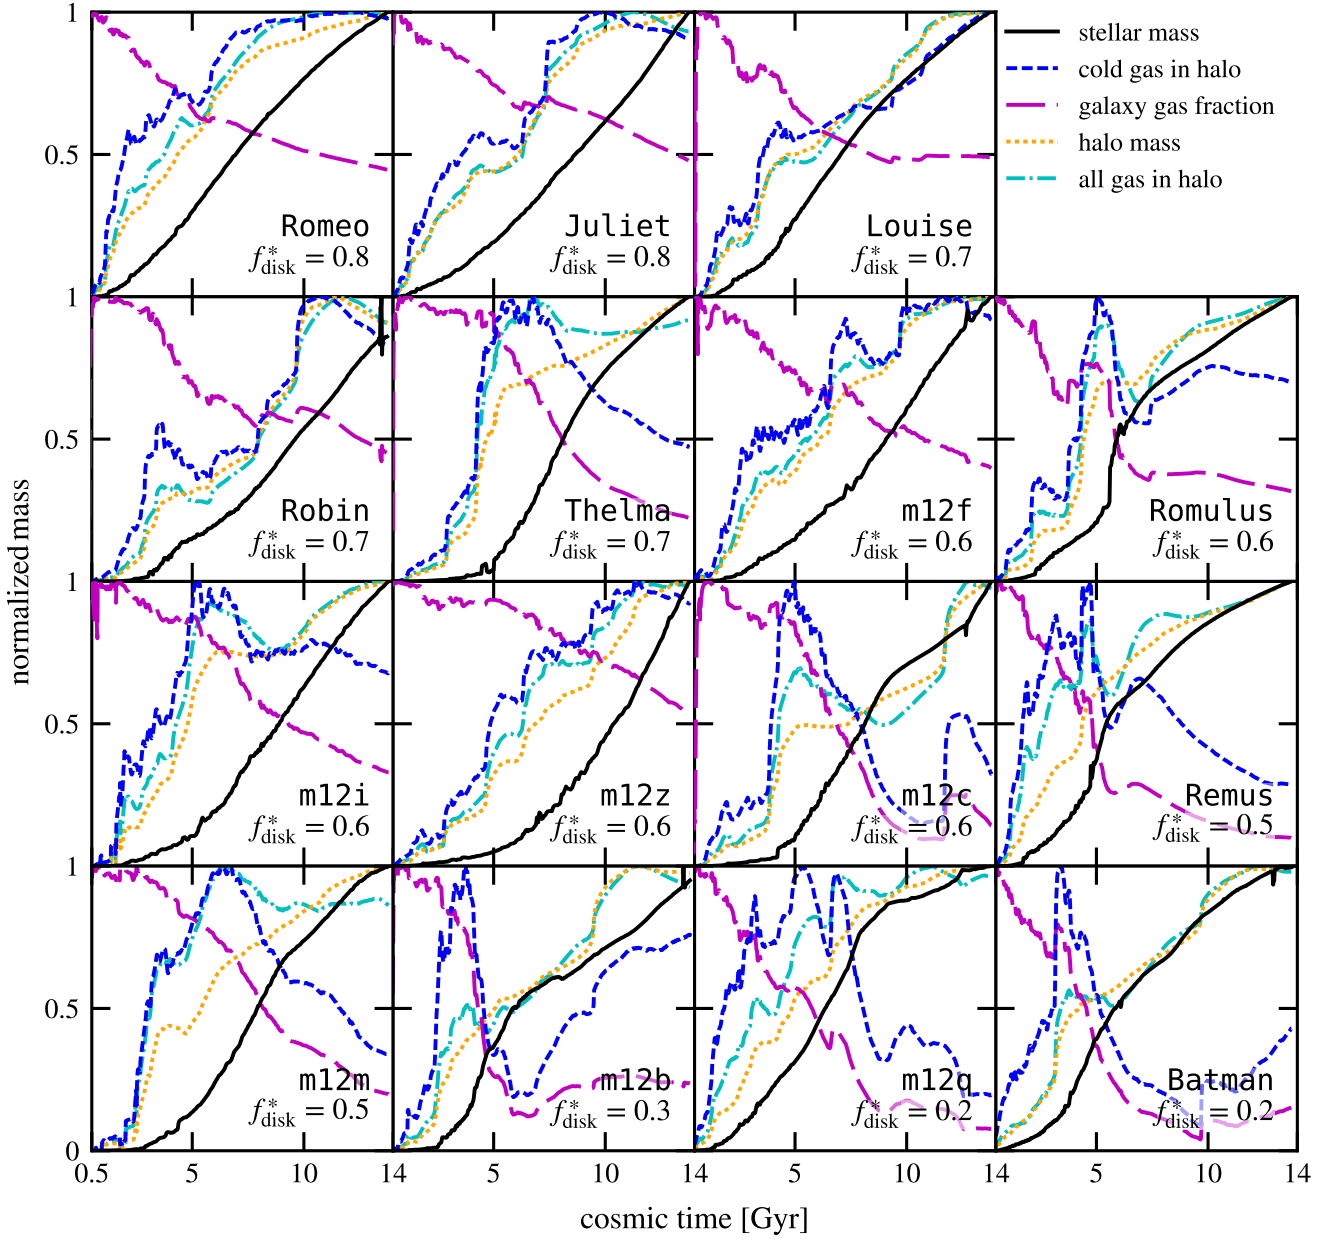 1
0.5
stellar mass
cold gas in halo
galaxy gas fraction
halo mass
all gas in halo
Romeo
f*disk = 0.8
Juliet
f*disk = 0.8
Louise
f*disk = 0.7
1
0.5
Robin
f*disk = 0.7
Thelma
f*disk = 0.7
m12f
f*disk = 0.6
Romulus
f*disk = 0.6
normalized mass
1
0.5
m12i
f*disk = 0.6
m12z
f*disk = 0.6
m12c
f*disk = 0.6
Remus
f*disk = 0.5
1
0.5
0
m12m
f*disk = 0.5
m12b
f*disk = 0.3
m12q
f*disk = 0.2
Batman
f*disk = 0.2
0.5 5 10 14 5 10 14 5 10 14 5 10 14
cosmic time [Gyr]